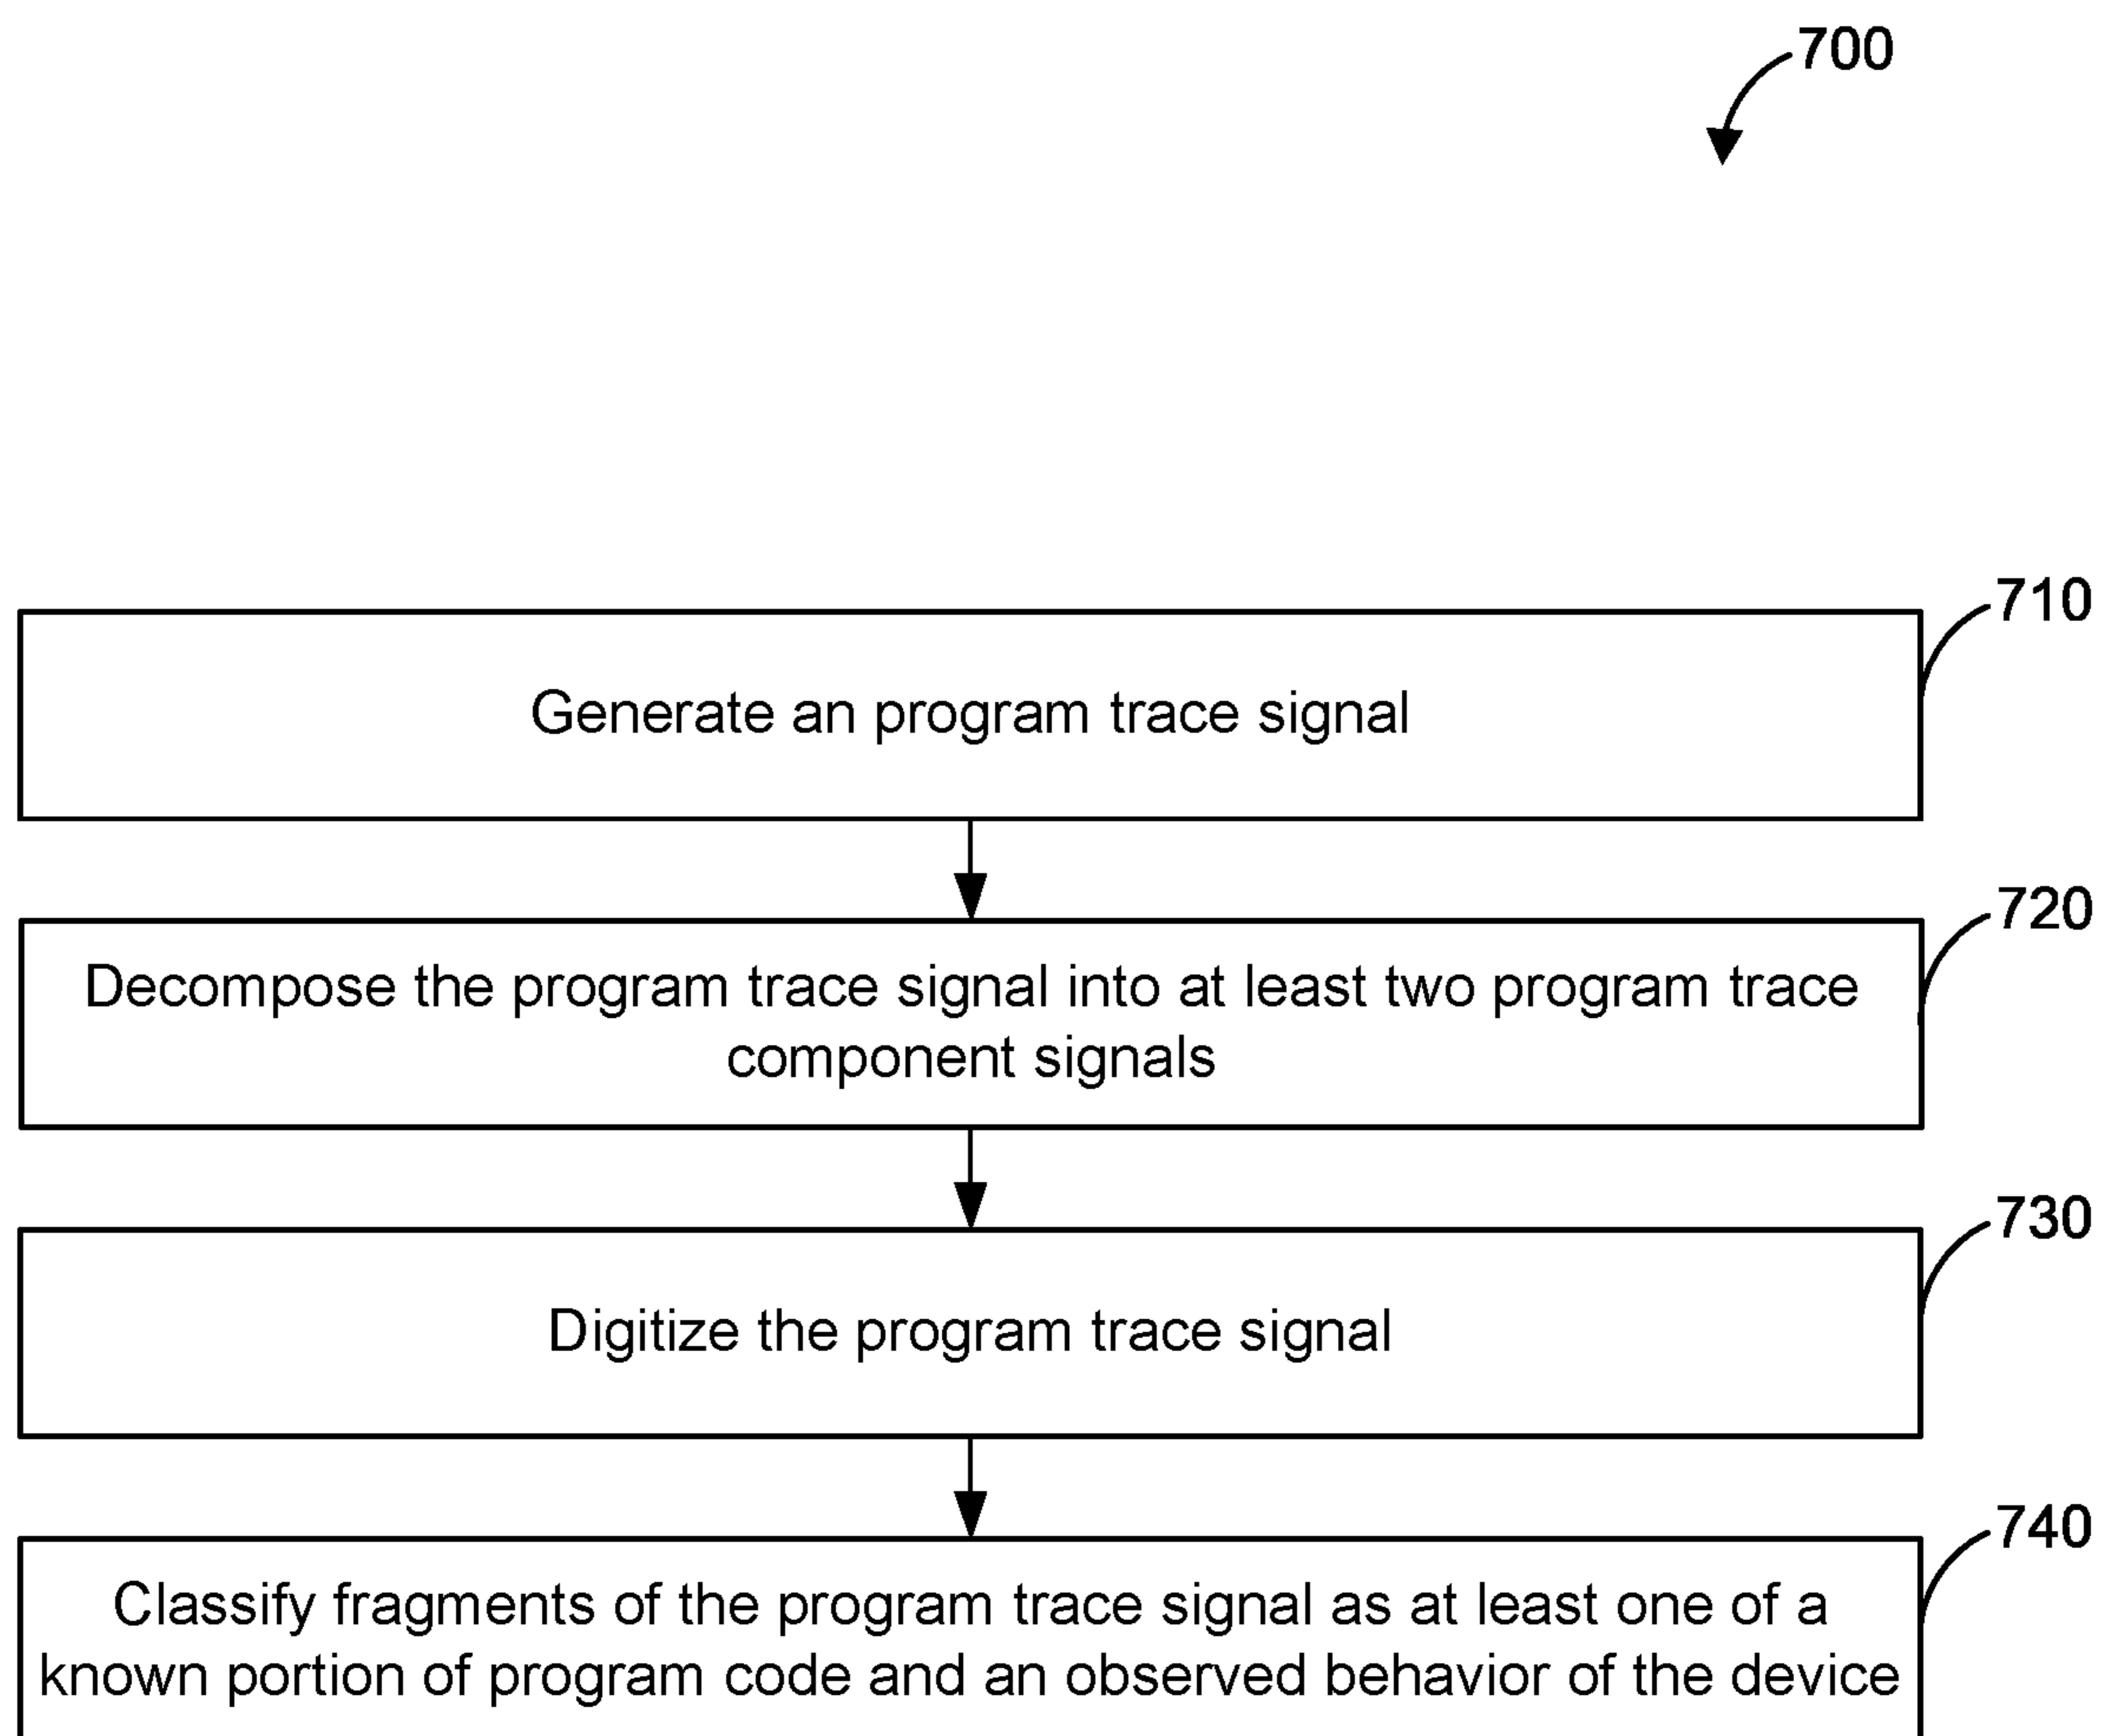 700
710
Generate an program trace signal
720
Decompose the program trace signal into at least two program trace
component signals
730
Digitize the program trace signal
740
Classify fragments of the program trace signal as at least one of a
known portion of program code and an observed behavior of the device